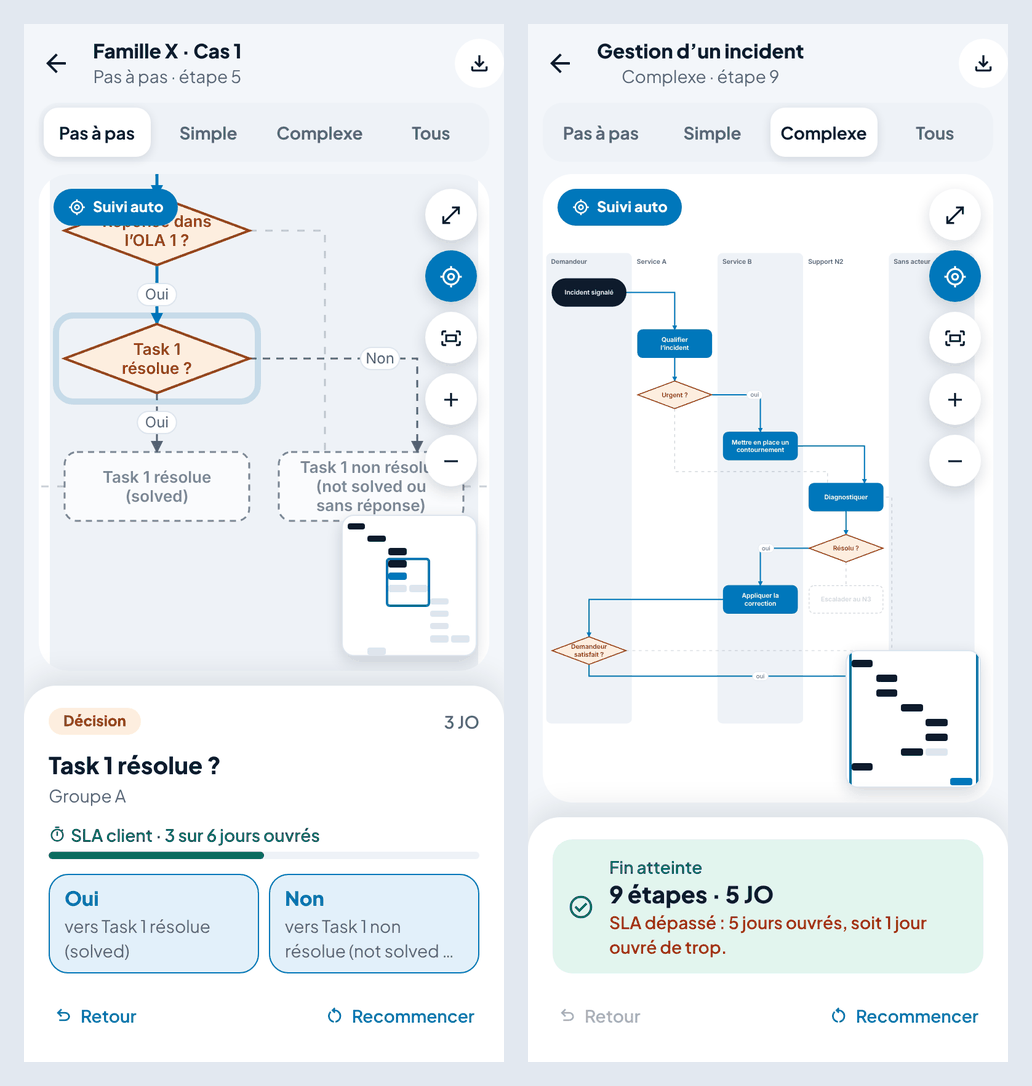 Famille X · Cas 1
Pas à pas · étape 5
Pas à pas
Simple
Complexe
Tous
Suivi auto
dans
l'OLA 1 ?
Oui
Task 1
résolue ?
Non
Oui
Task 1 résolue
(solved)
Task 1 non
(not solved ou
sans réponse)
Décision
3 JO
Task 1 résolue ?
Groupe A
SLA client · 3 sur 6 jours ouvrés
Oui
vers Task 1 résolue
(solved)
Non
vers Task 1 non
résolue (not solved ...
Retour
Recommencer
Gestion d’un incident
Complexe · étape 9
Pas à pas
Simple
Complexe
Tous
Suivi auto
Demandeur
Service A
Service B
Support N2
Sans acteur
Incident signalé
Qualifier
l'incident
Urgent ?
oui
Mettre en place un
contournement
Diagnostiquer
oui
Résolu ?
Appliquer la
correction
Escalader au N3
Demandeur
satisfait ?
oui
Fin atteinte
9 étapes · 5 JO
SLA dépassé : 5 jours ouvrés, soit 1 jour
ouvré de trop.
Retour
Recommencer